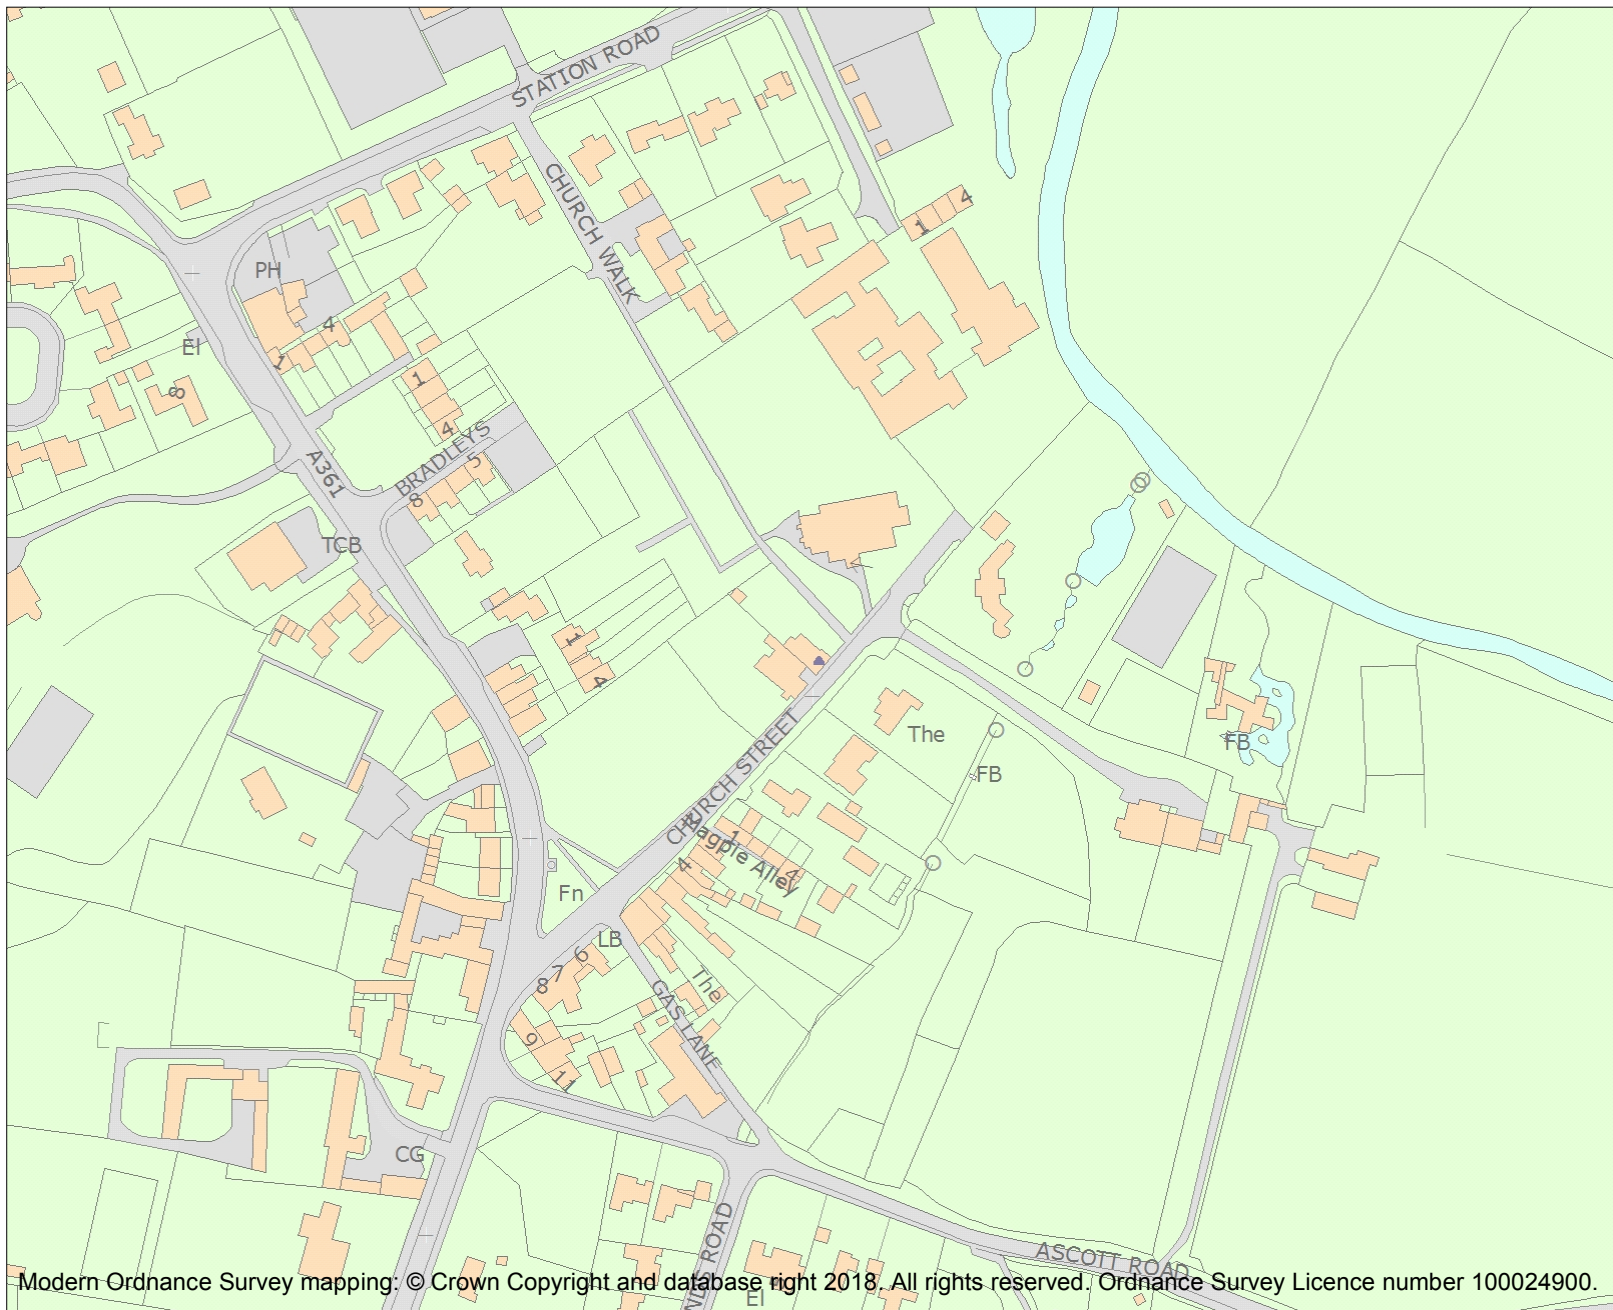 STATION ROAD
CHURCH WALK
4
1
PH
4
1
El
8
1
4
BRADLEYS
5
8
A361
TCB
1
4
The
FB
FB
CHURCH STREET
Magpie Alley
1
4
4
Fn
LB
6
7
8
The
GAS LANE
9
11
CG
ASCOTT ROAD
NDS ROAD
El
Modern Ordnance Survey mapping: © Crown Copyright and database right 2018. All rights reserved. Ordnance Survey Licence number 100024900.